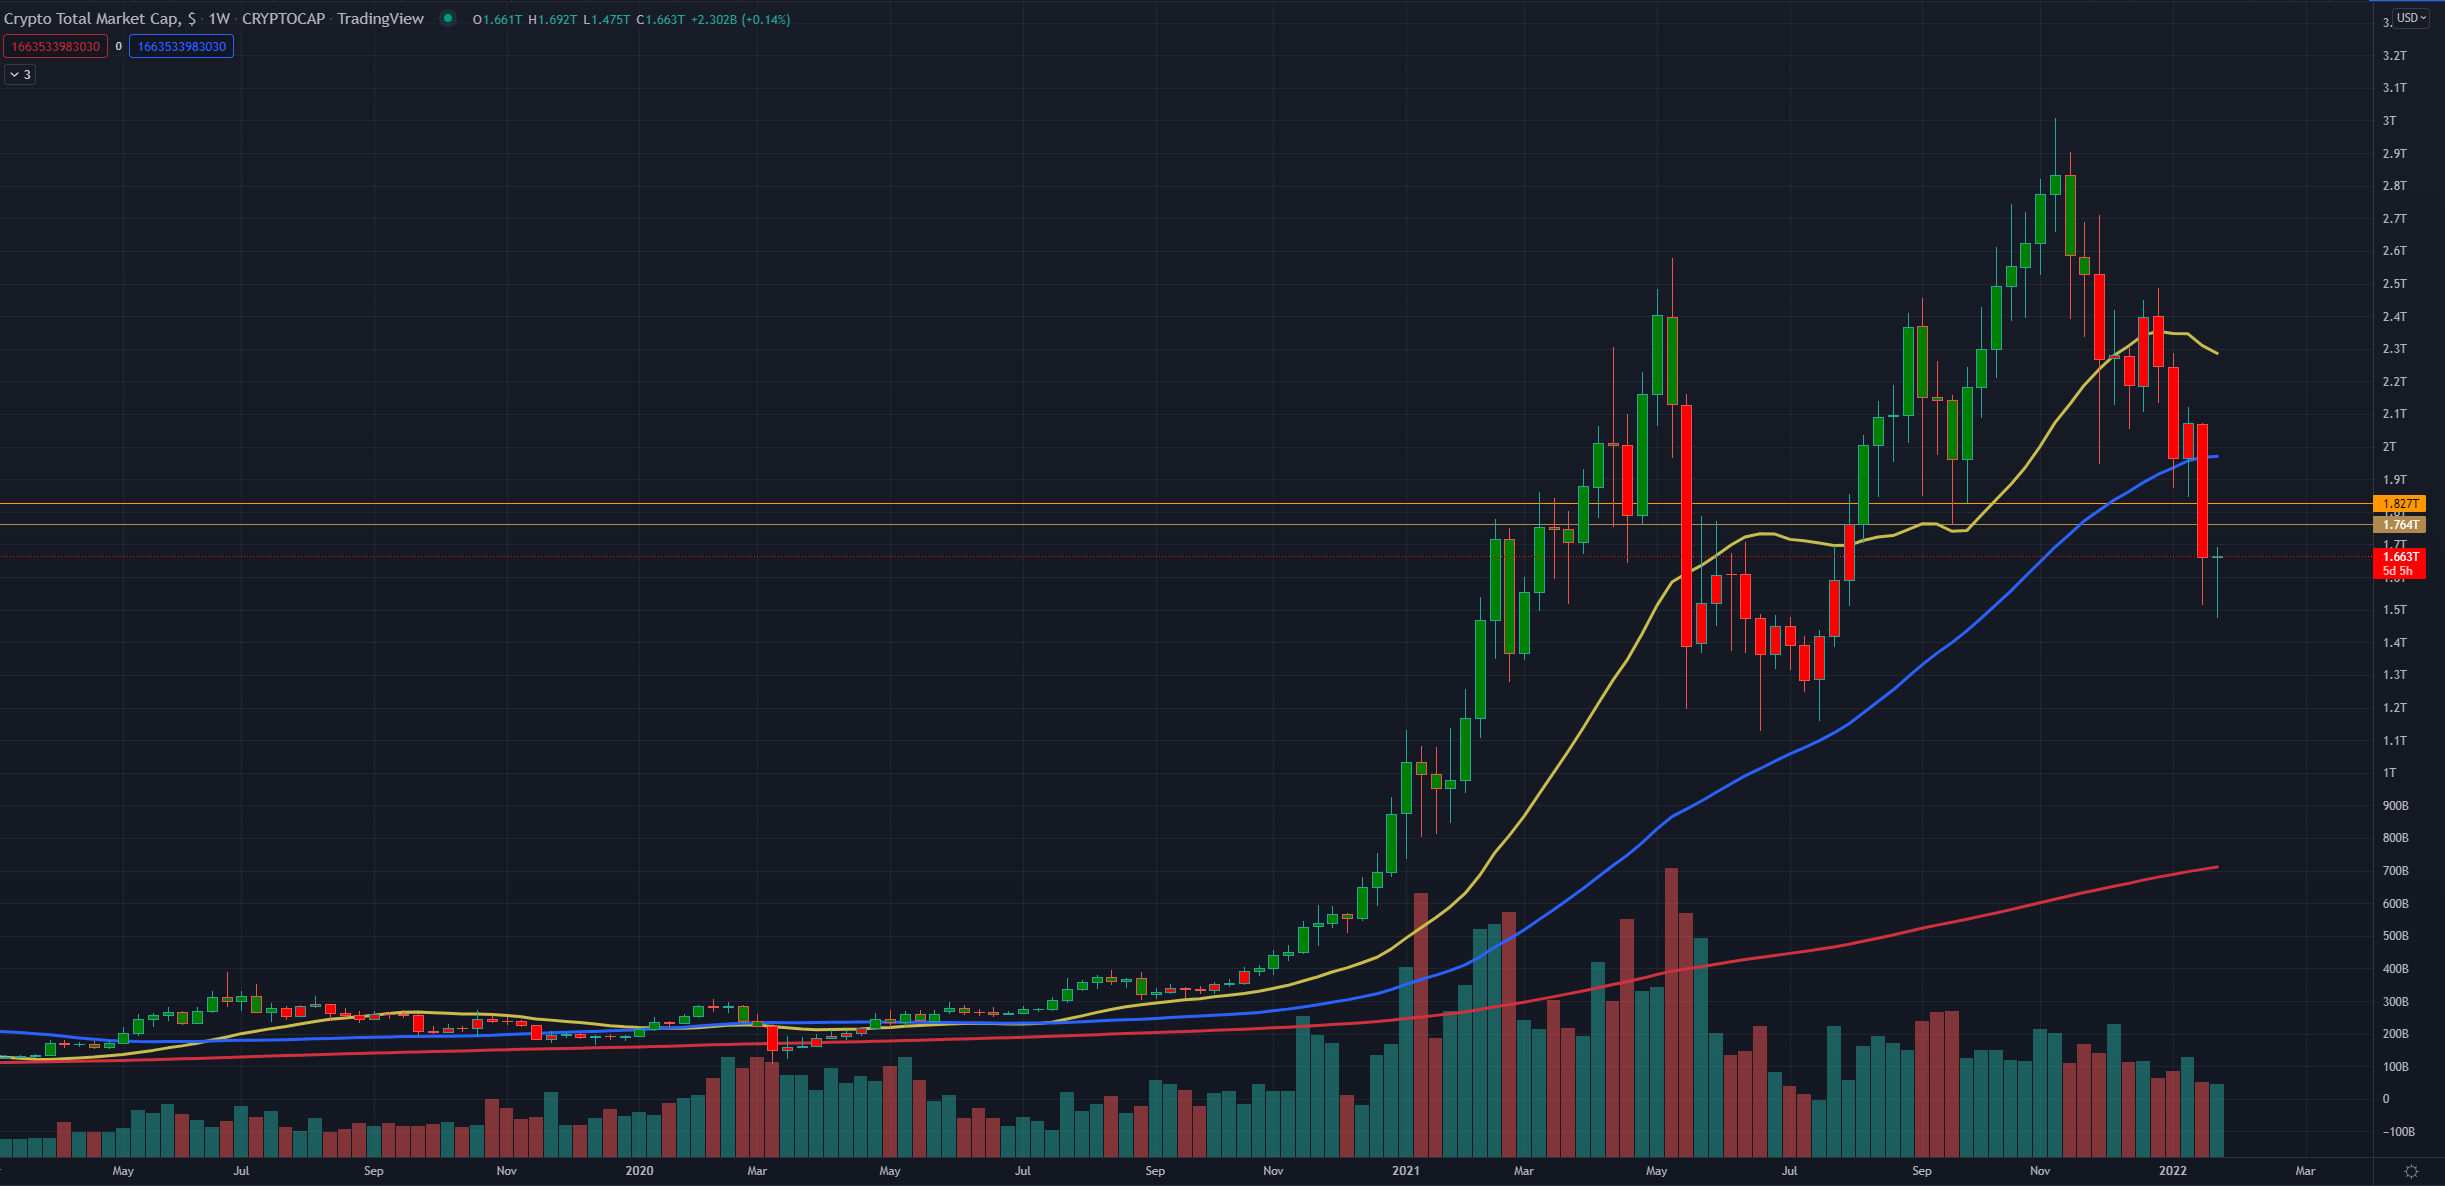 Crypto Total Market Cap, $ · 1W · CRYPTOCAP · TradingView O1.661T H1.692T L1.475T C1.663T +2.302B (+0.14%)
1663533983030 0 1663533983030
3
USD
3.2T
3.1T
3T
2.9T
2.8T
2.7T
2.6T
2.5T
2.4T
2.3T
2.2T
2.1T
2T
1.9T
1.827T
1.764T
1.7T
1.663T
5d 5h
1.5T
1.4T
1.3T
1.2T
1.1T
1T
900B
800B
700B
600B
500B
400B
300B
200B
100B
0
−100B
May Jul Sep Nov 2020 Mar May Jul Sep Nov 2021 Mar May Jul Sep Nov 2022 Mar